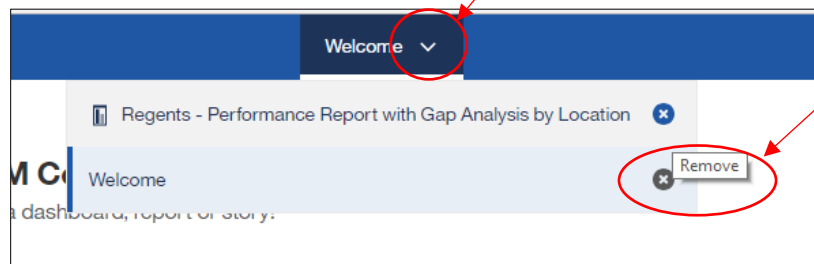 Welcome
Regents - Performance Report with Gap Analysis by Location
Welcome
Remove
M C
a dashboard, report or story?